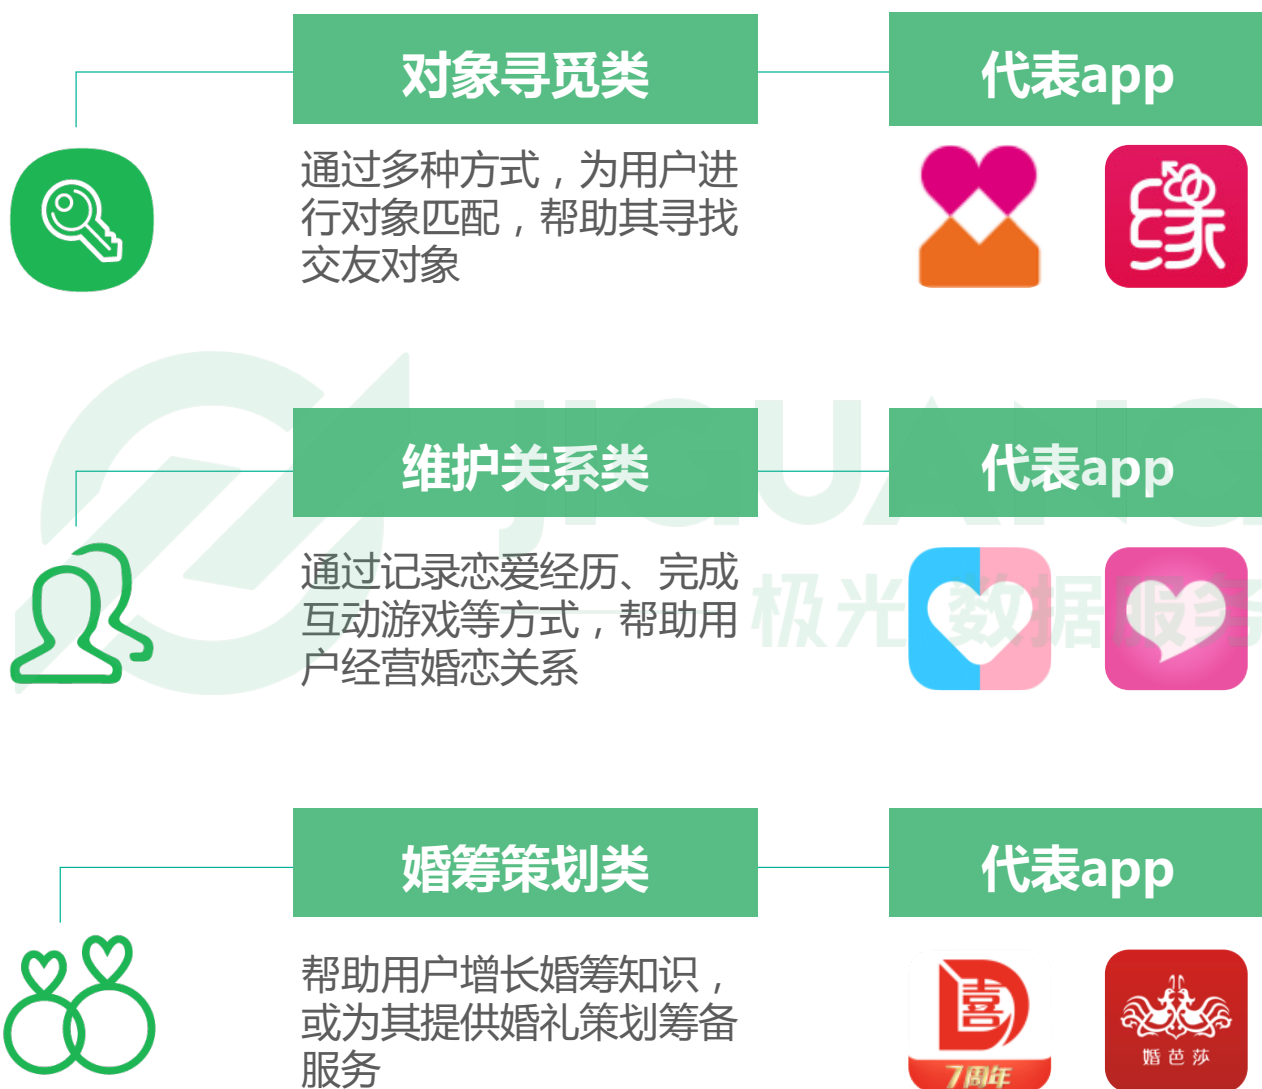 对象寻觅类
代表app
通过多种方式，为用户进
行对象匹配，帮助其寻找
交友对象
缘
JIGUANG
维护关系类
代表app
通过记录恋爱经历、完成
互动游戏等方式，帮助用
户经营婚恋关系
极光 数据服务
婚筹策划类
代表app
帮助用户增长婚筹知识，
或为其提供婚礼策划筹备
服务
喜
7周年
婚芭莎